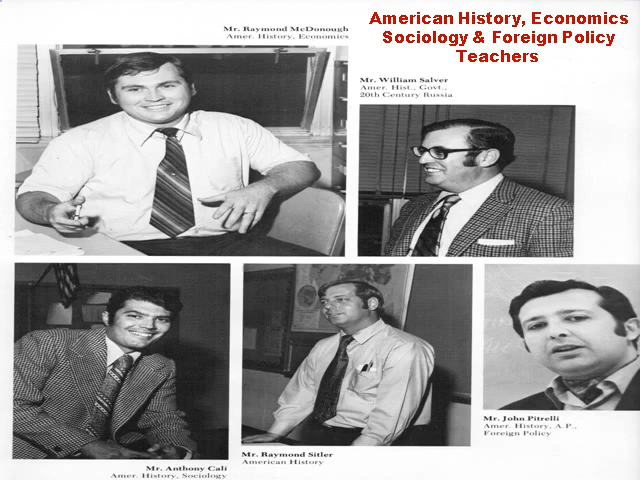 American History, Economics
Sociology & Foreign Policy
Teachers
Mr. Raymond McDonough
Amer. History, Economics
Mr. William Salver
Amer. Hist., Govt.,
20th Century Russia
Mr. Anthony Cali
Amer. History, Sociology
Mr. Raymond Sitler
American History
Mr. John Pitrelli
Amer. History, A.P.,
Foreign Policy